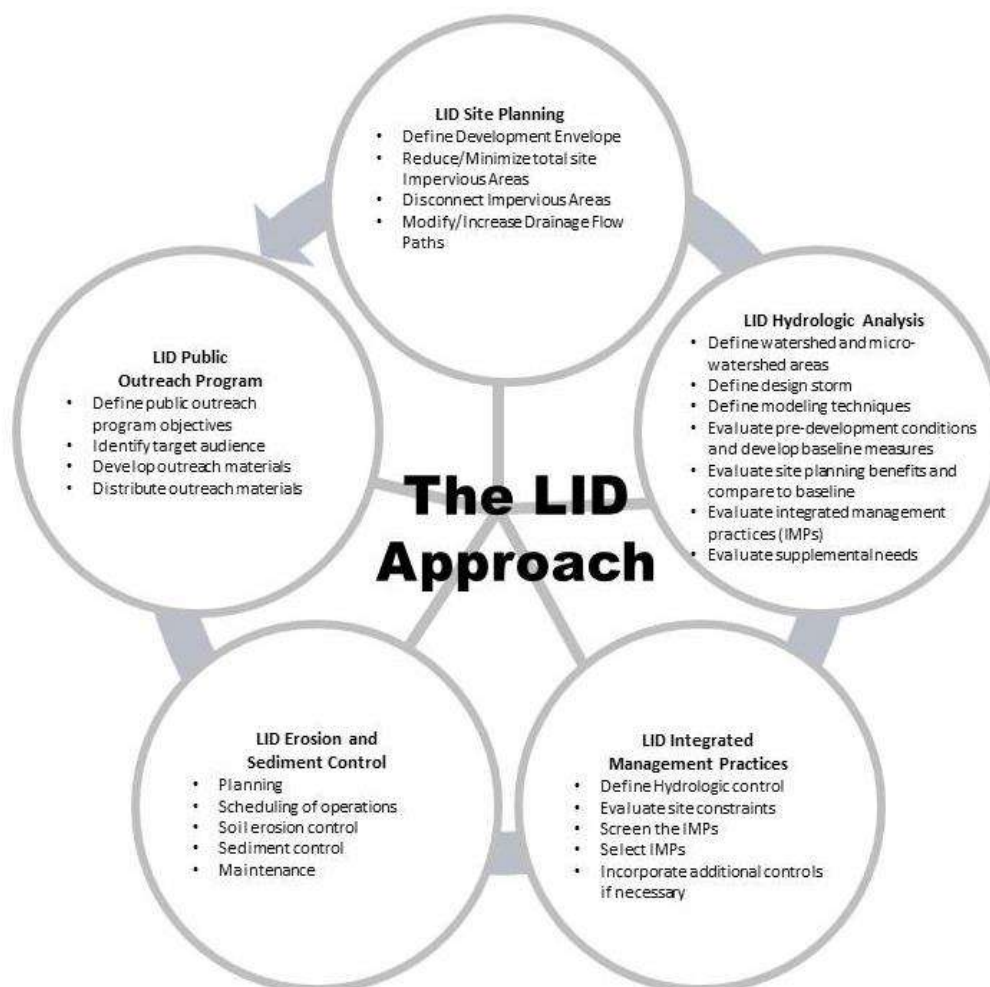 LID Site Planning
• Define Development Envelope
• Reduce/Minimize total site
Impervious Areas
• Disconnect Impervious Areas
• Modify/Increase Drainage Flow
Paths
LID Hydrologic Analysis
• Define watershed and micro-
watershed areas
• Define design storm
• Define modeling techniques
• Evaluate pre-development conditions
and develop baseline measures
• Evaluate site planning benefits and
compare to baseline
• Evaluate integrated management
practices (IMPs)
• Evaluate supplemental needs
LID Integrated
Management Practices
• Define Hydrologic control
• Evaluate site constraints
• Screen the IMPs
• Select IMPs
• Incorporate additional controls
if necessary
LID Erosion and
Sediment Control
• Planning
• Scheduling of operations
• Soil erosion control
• Sediment control
• Maintenance
LID Public
Outreach Program
• Define public outreach
program objectives
• Identify target audience
• Develop outreach materials
• Distribute outreach materials
The LID
Approach